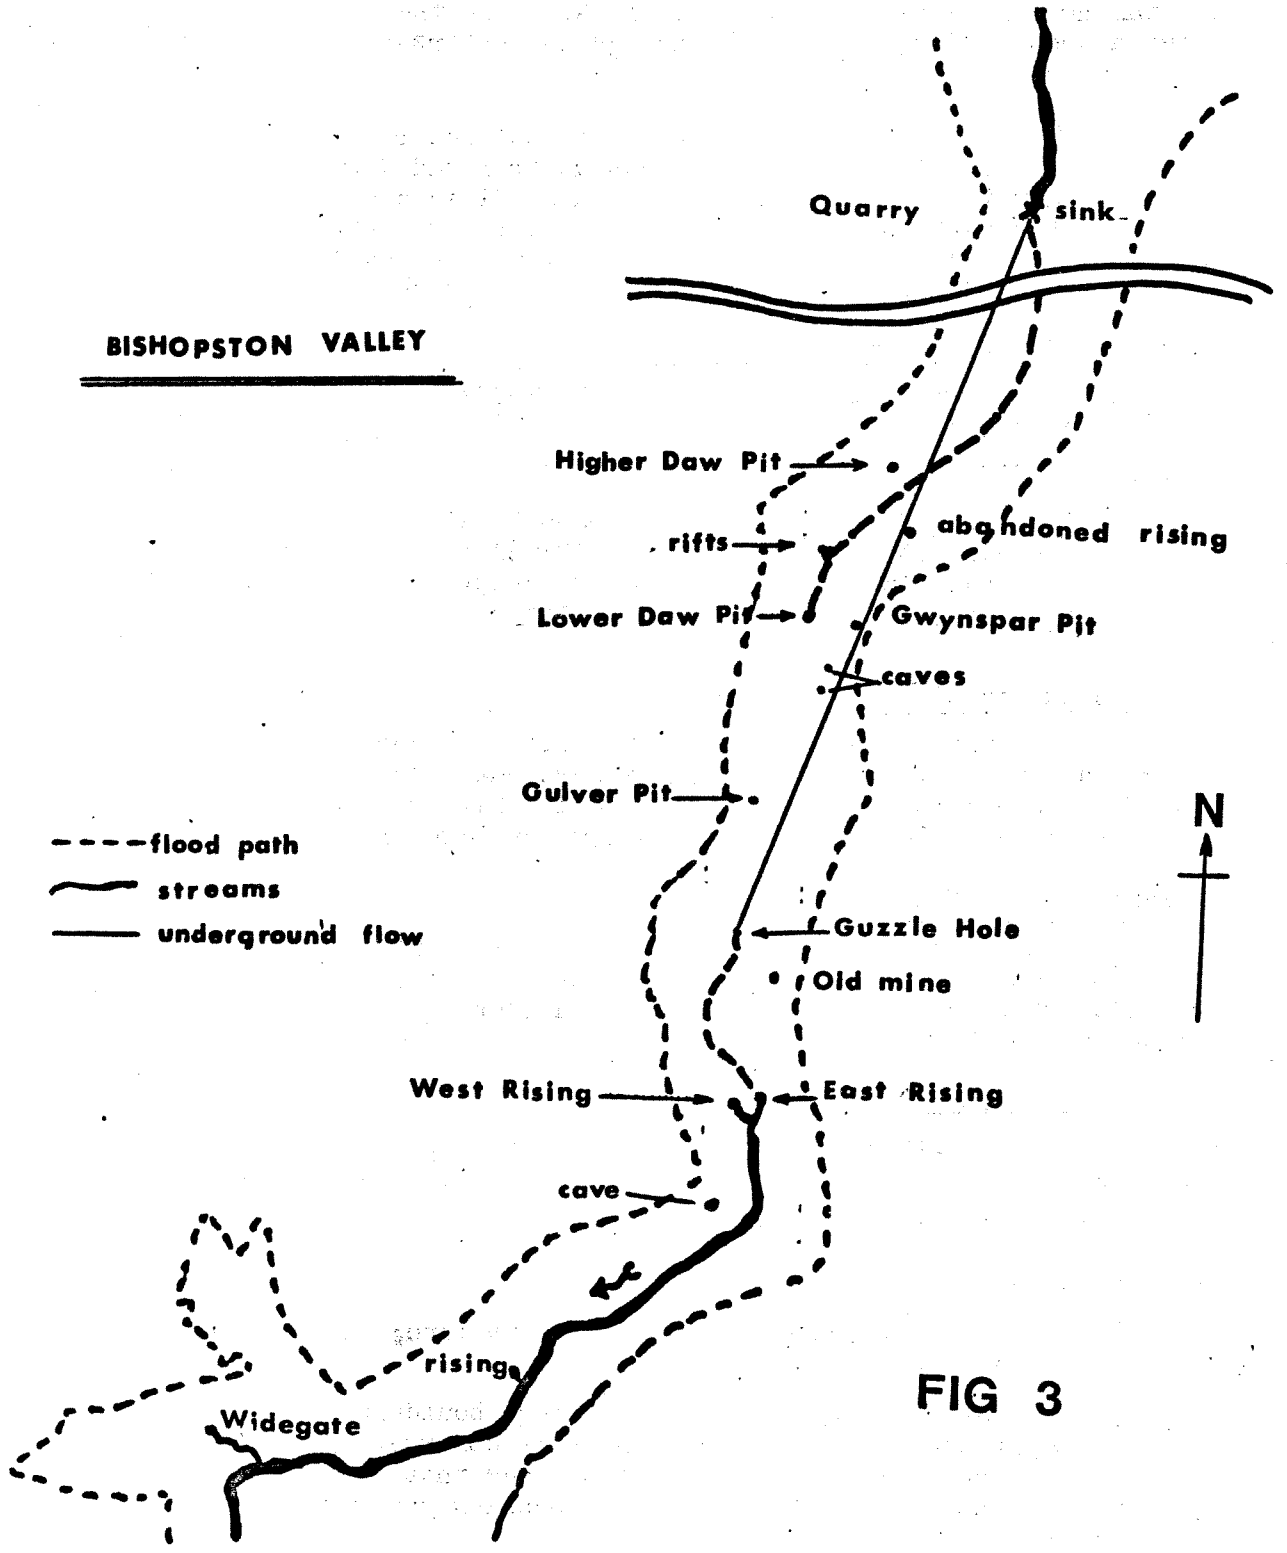 Quarry
sink
BISHOPSTON VALLEY
Higher Daw Pit
abandoned rising
rifts
Lower Daw Pit
Gwynspar Pit
caves
Gulver Pit
N
flood path
streams
underground flow
Guzzle Hole
Old mine
West Rising
East Rising
cave
rising
FIG 3
Widegate